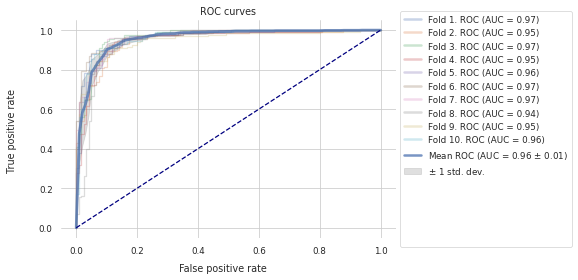 ROC curves
True positive rate
1.0
0.8
0.6
0.4
0.2
0.0
0.0
0.2
0.4
0.6
0.8
1.0
False positive rate
Fold 1. ROC (AUC = 0.97)
Fold 2. ROC (AUC = 0.95)
Fold 3. ROC (AUC = 0.97)
Fold 4. ROC (AUC = 0.95)
Fold 5. ROC (AUC = 0.96)
Fold 6. ROC (AUC = 0.97)
Fold 7. ROC (AUC = 0.97)
Fold 8. ROC (AUC = 0.94)
Fold 9. ROC (AUC = 0.95)
Fold 10. ROC (AUC = 0.96)
Mean ROC (AUC = 0.96 ± 0.01)
± 1 std. dev.